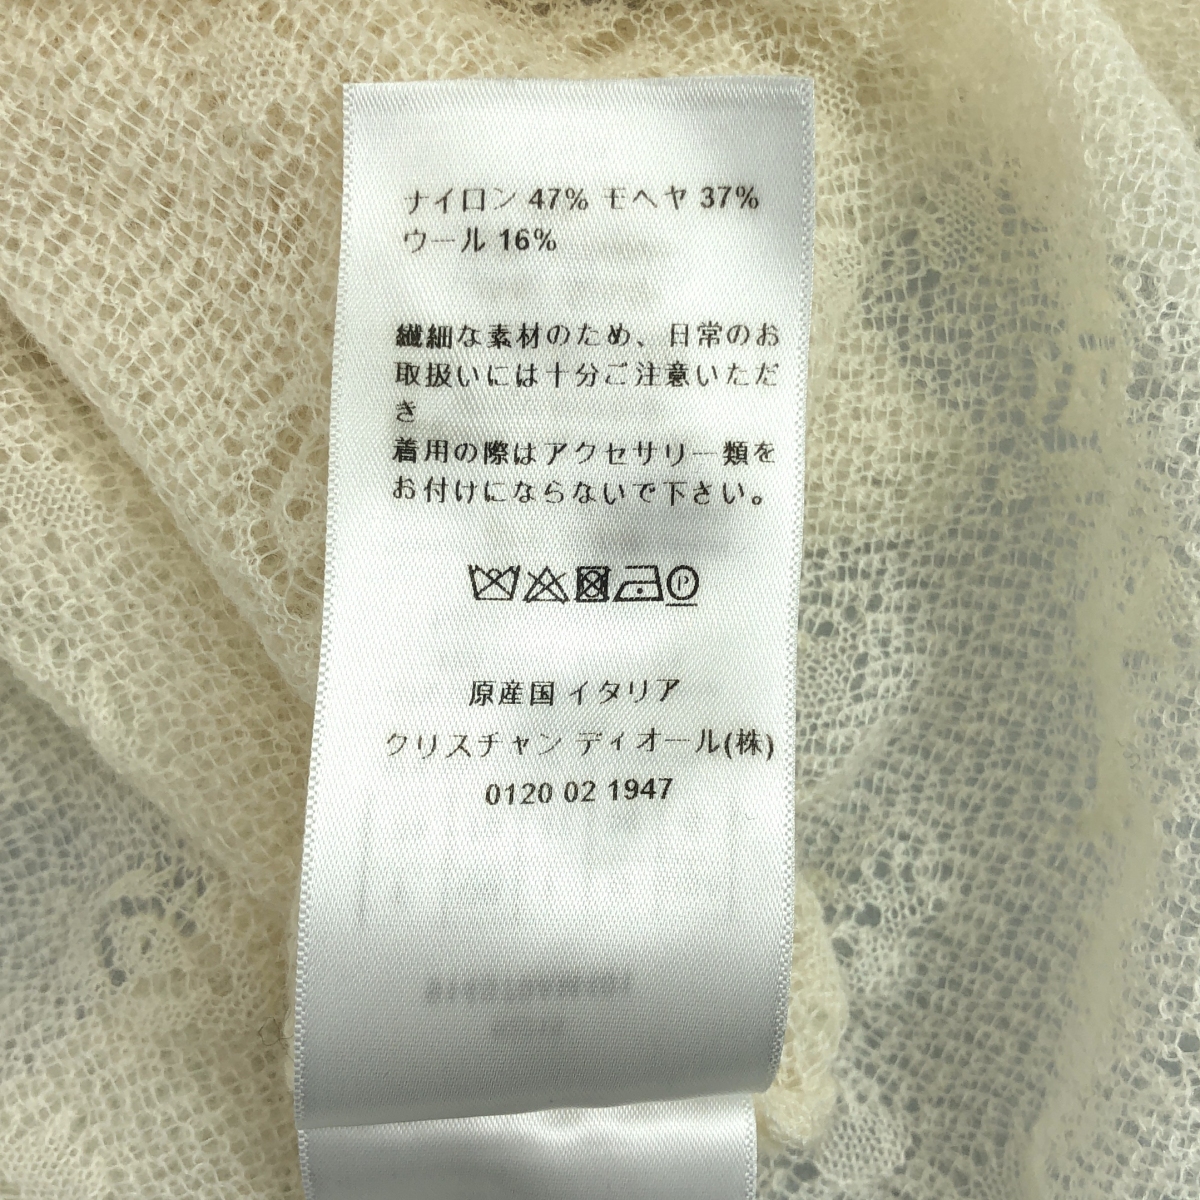 ナイロン 47% モヘヤ 37%
ウール 16%
繊細な素材のため、日常のお
取扱いには十分ご注意いただ
き
着用の際はアクセサリー類を
お付けにならないで下さい。
P
原産国 イタリア
クリスチャン ディオール(株)
0120 02 1947